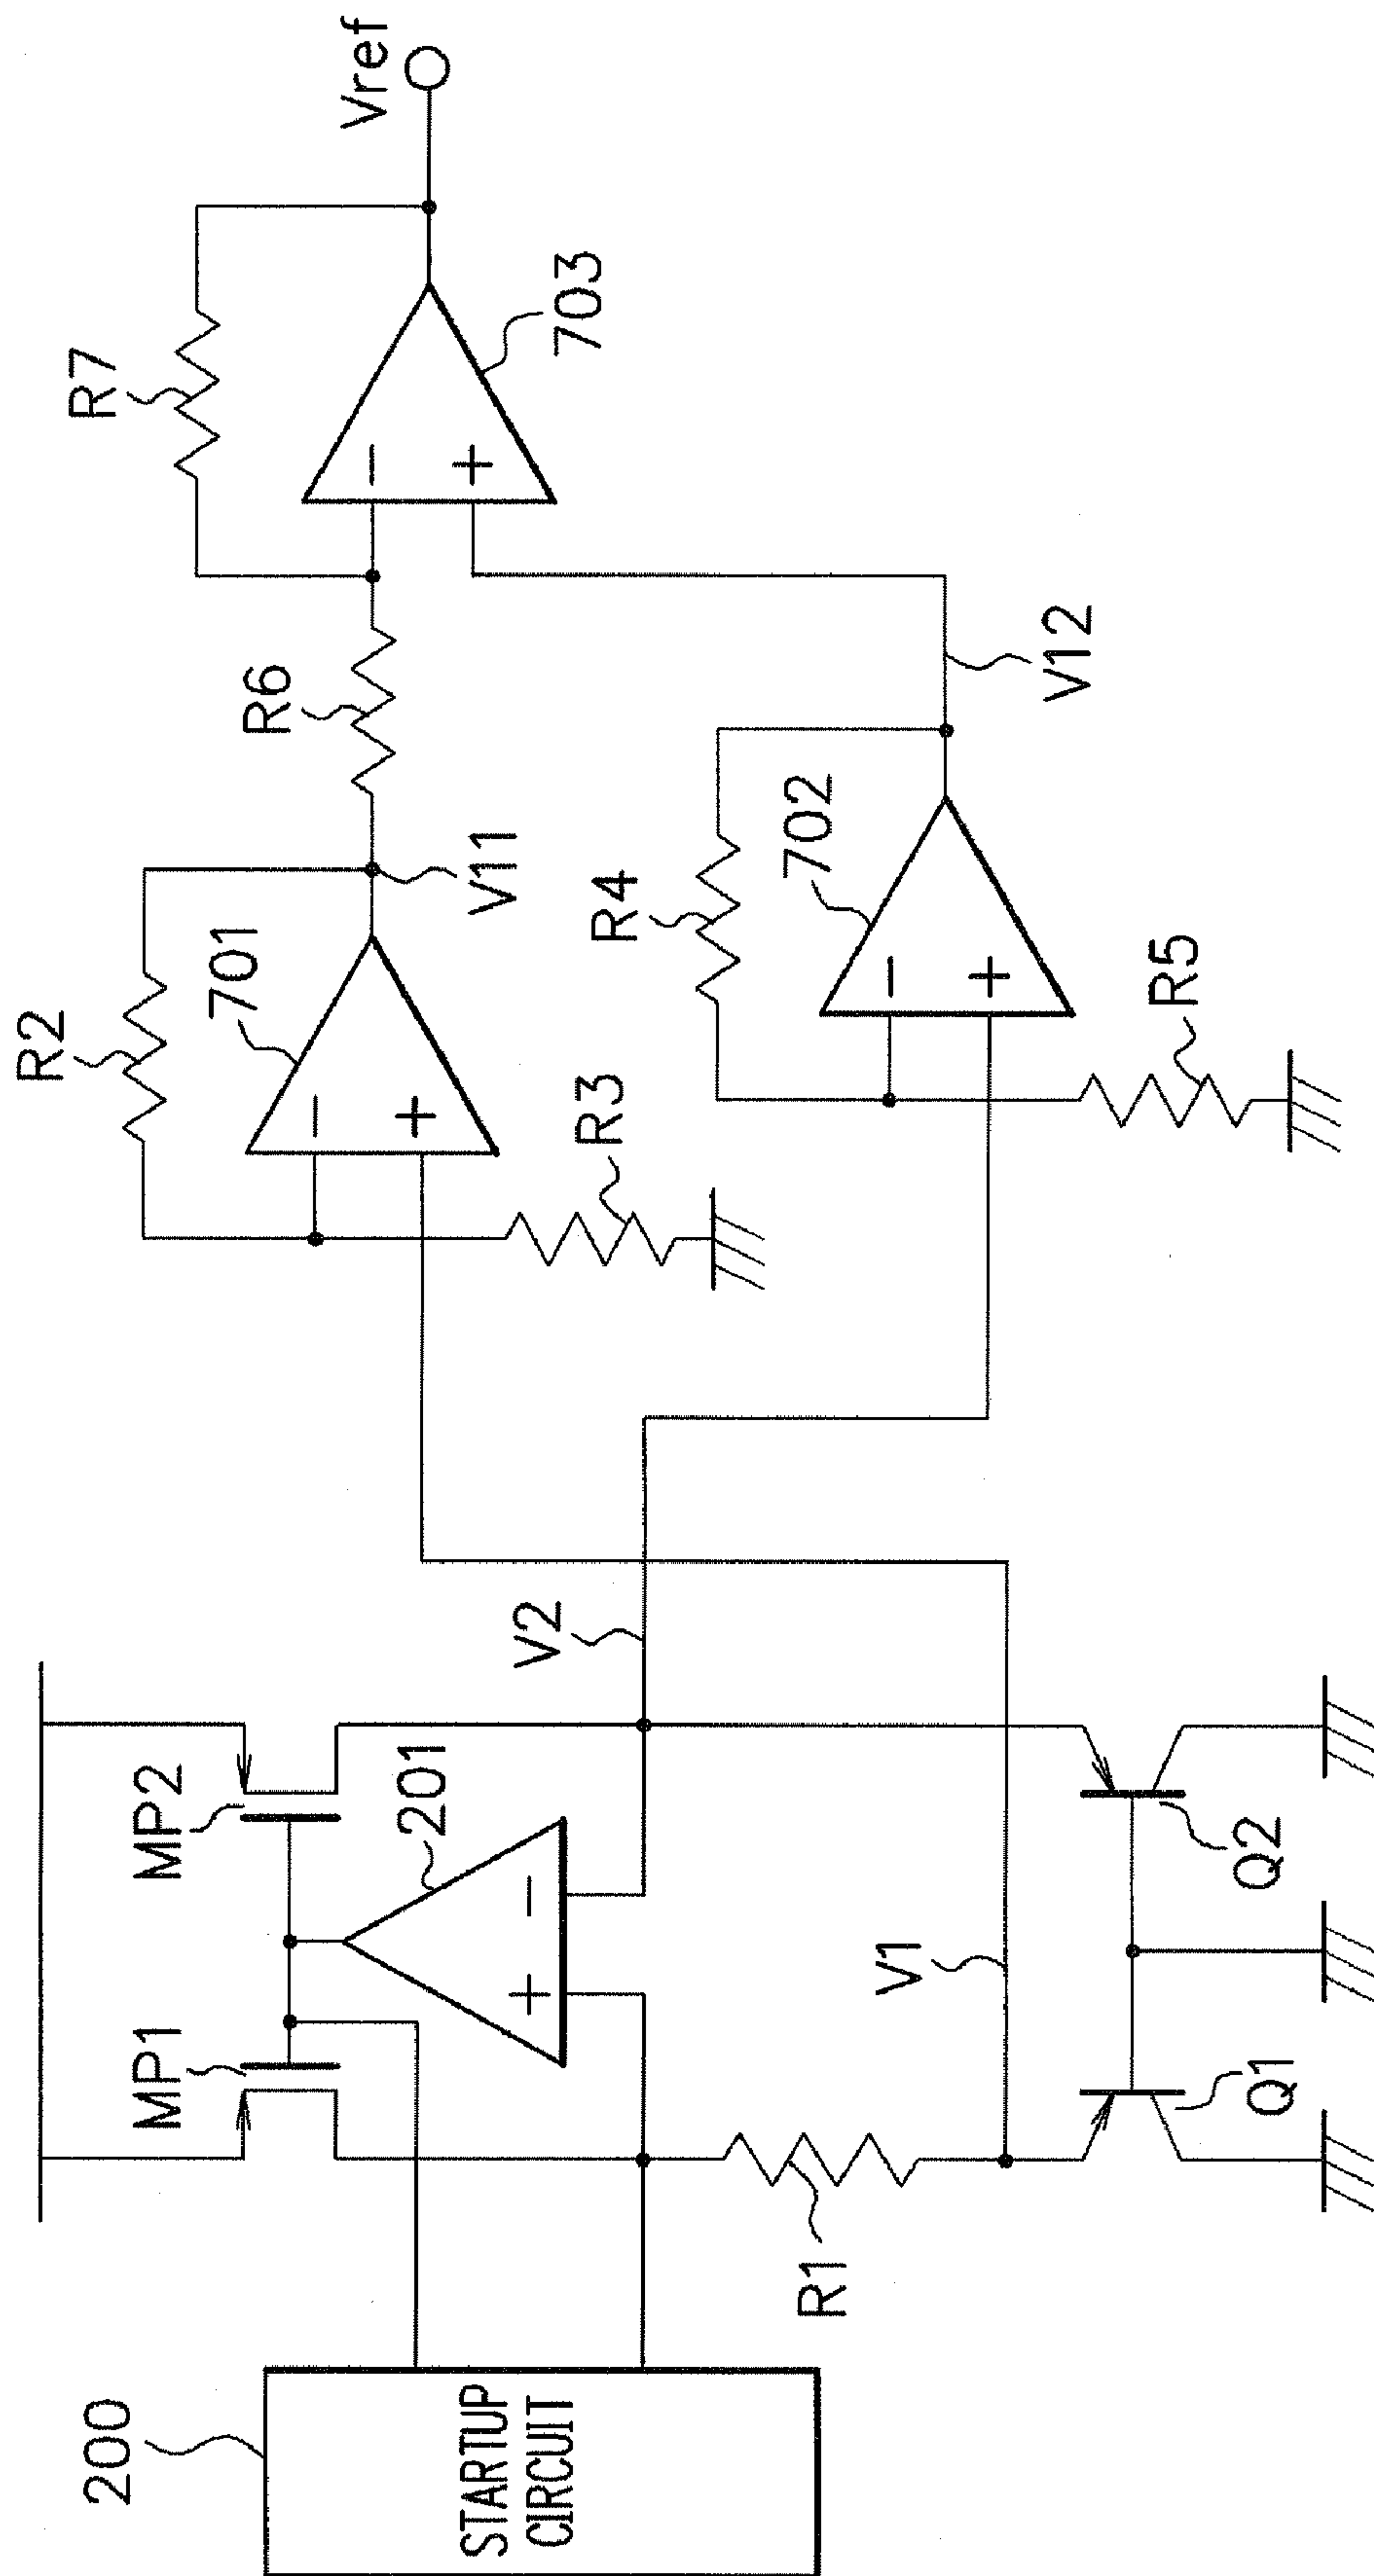 200
STARTUP
CIRCUIT
MP1
MP2
201
+
−
R1
V1
V2
Q1
Q2
R2
701
−
+
R3
V11
R6
R7
−
+
703
Vref
R4
702
−
+
R5
V12